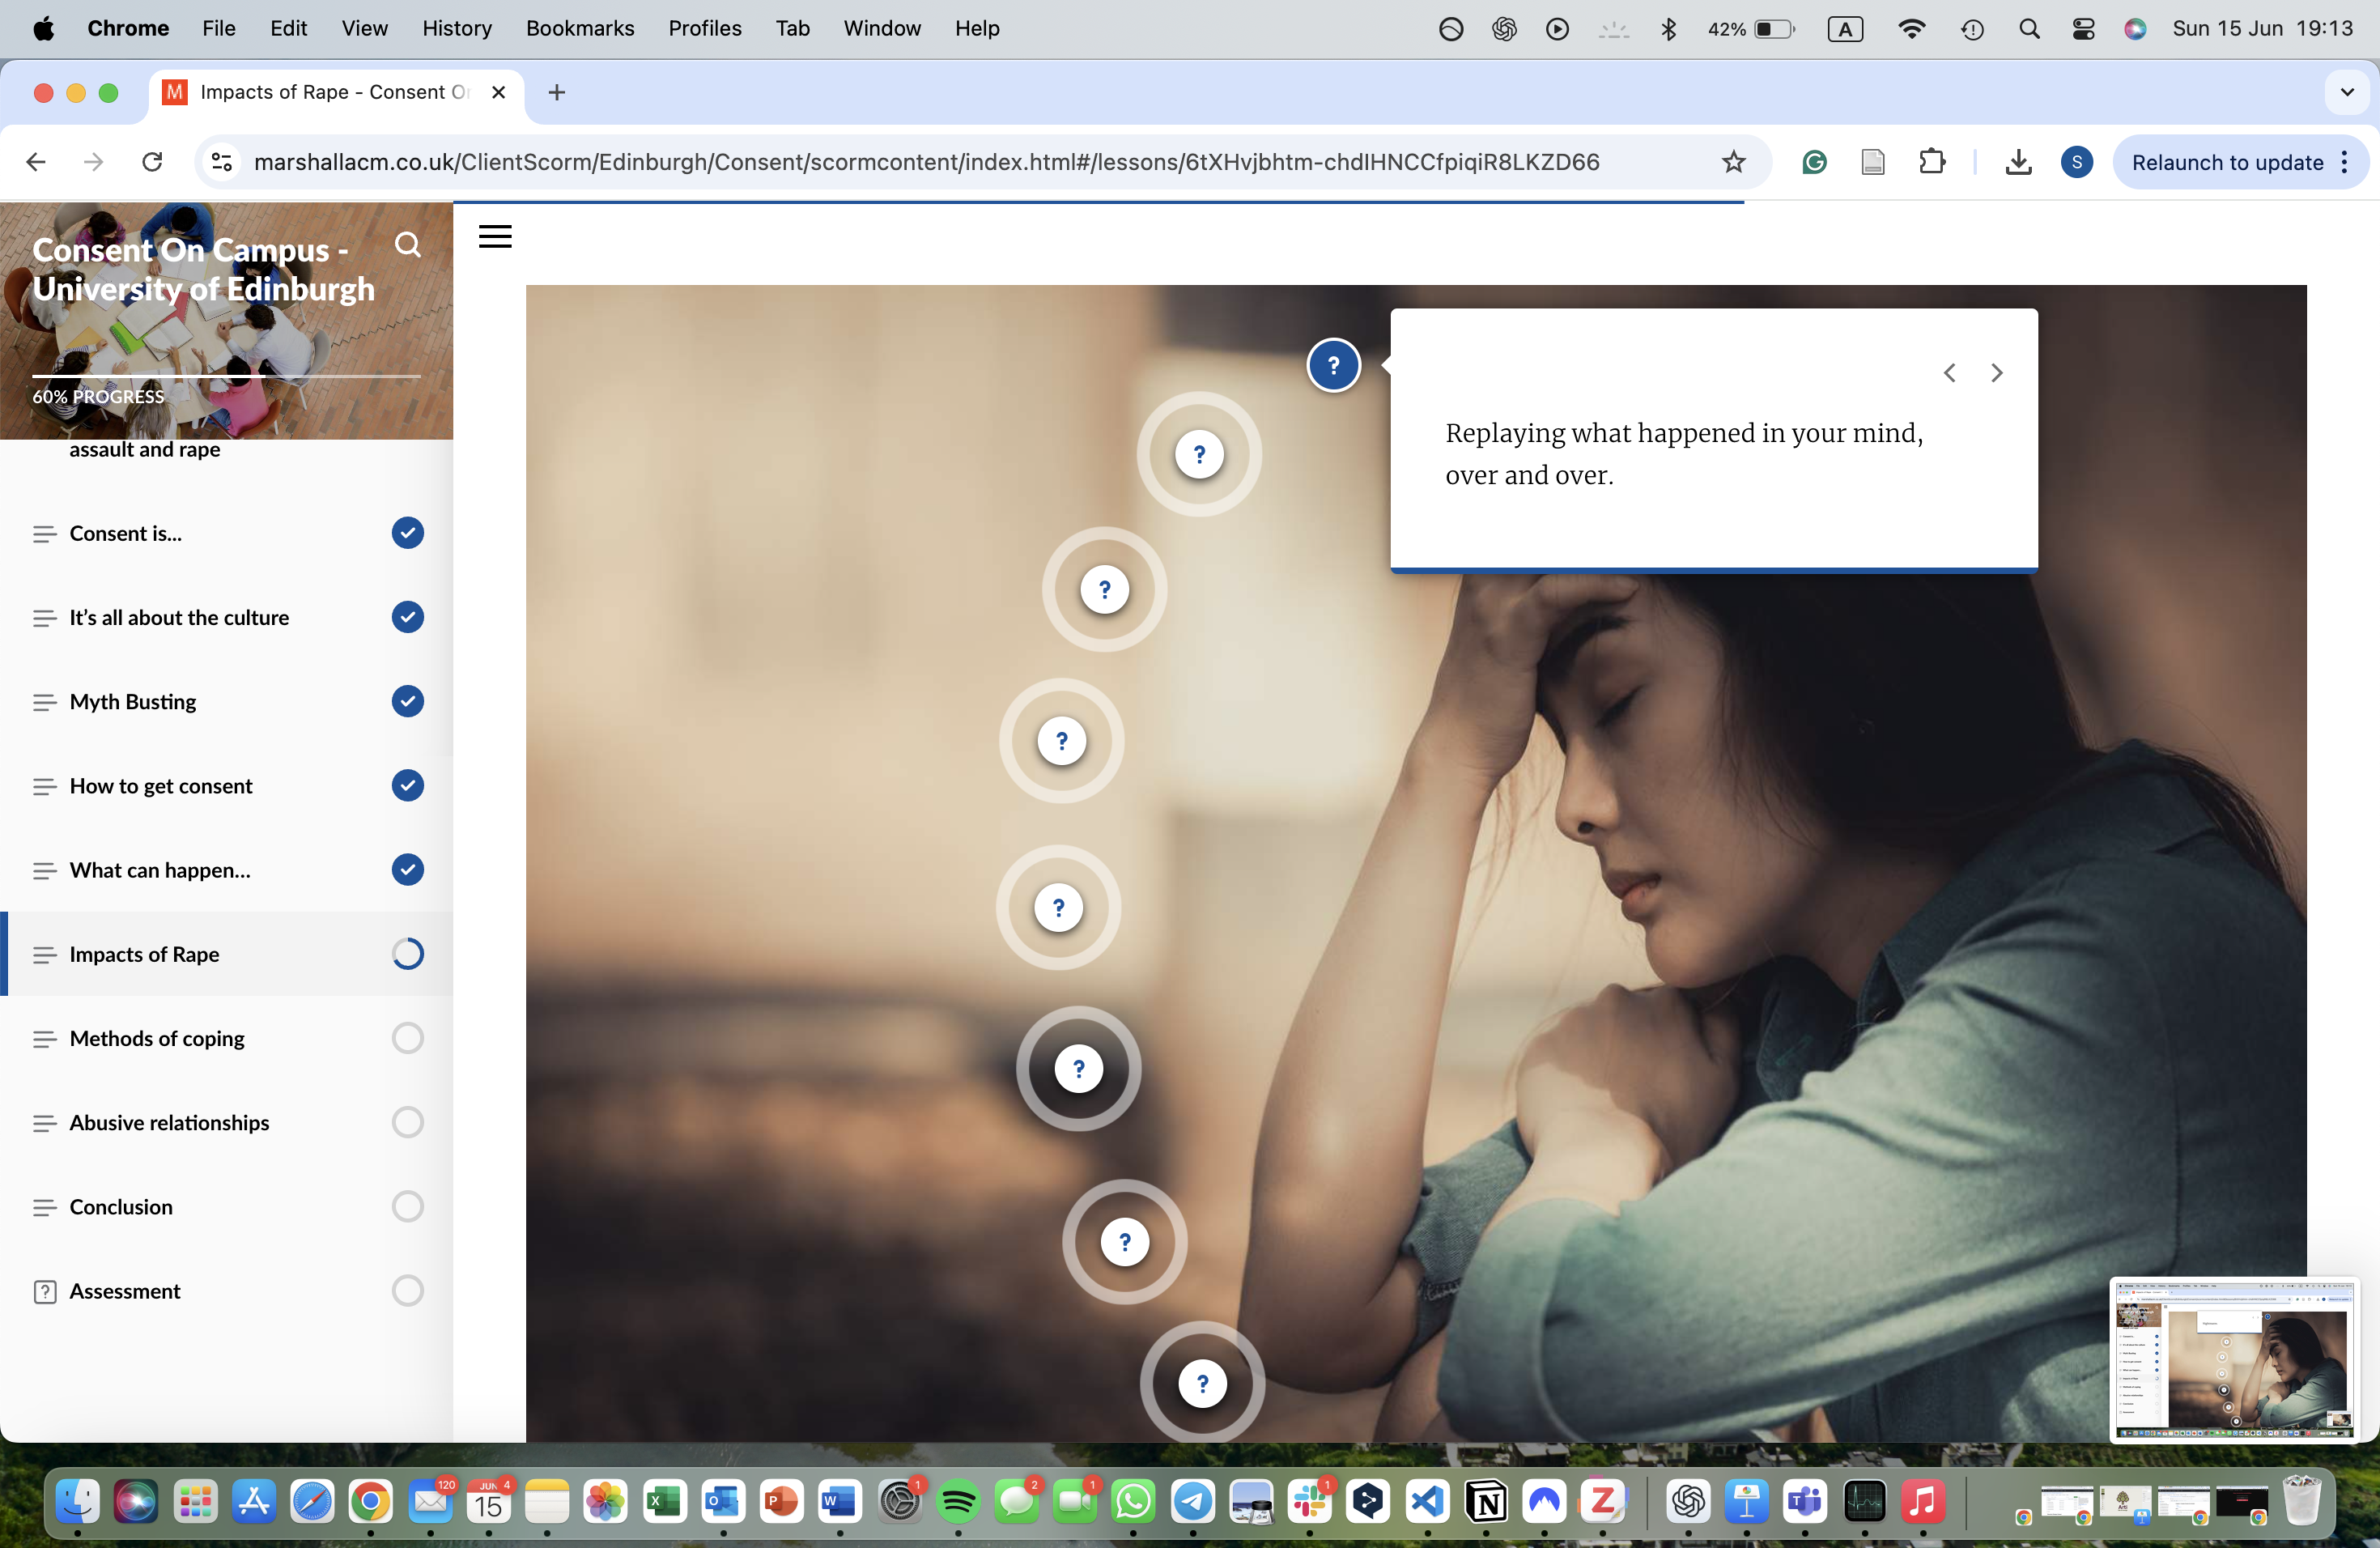 Chrome File Edit View History Bookmarks Profiles Tab Window Help 42% A Sun 15 Jun 19:13
M Impacts of Rape - Consent O
marshallacm.co.uk/ClientScorm/Edinburgh/Consent/scormcontent/index.html#/lessons/6tXHvjbhtm-chdIHNCCfpiqiR8LKZD66 S Relaunch to update
Consent On Campus -
University of Edinburgh
60% PROGRESS
assault and rape
Consent is...
It's all about the culture
Myth Busting
How to get consent
What can happen...
Impacts of Rape
Methods of coping
Abusive relationships
Conclusion
? Assessment
?
Replaying what happened in your mind,
over and over.
?
?
?
?
?
?
?
120
JUN 4
15
X
O
P
W
1
2
1
1
N
Z
T